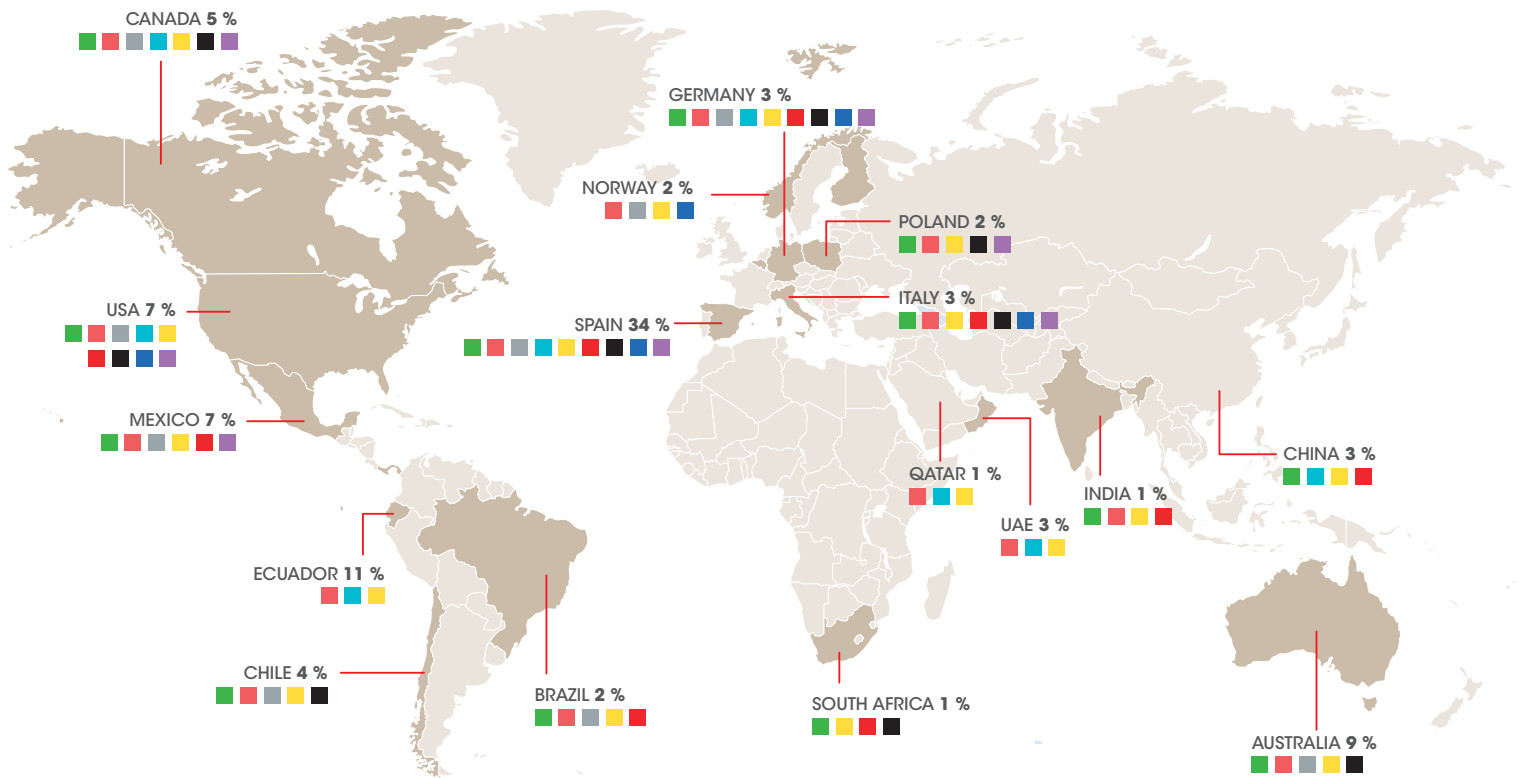 CANADA 5 %
GERMANY 3 %
NORWAY 2 %
POLAND 2 %
ITALY 3 %
USA 7 %
SPAIN 34 %
MEXICO 7 %
CHINA 3 %
QATAR 1 %
INDIA 1 %
UAE 3 %
ECUADOR 11 %
CHILE 4 %
BRAZIL 2 %
SOUTH AFRICA 1 %
AUSTRALIA 9 %